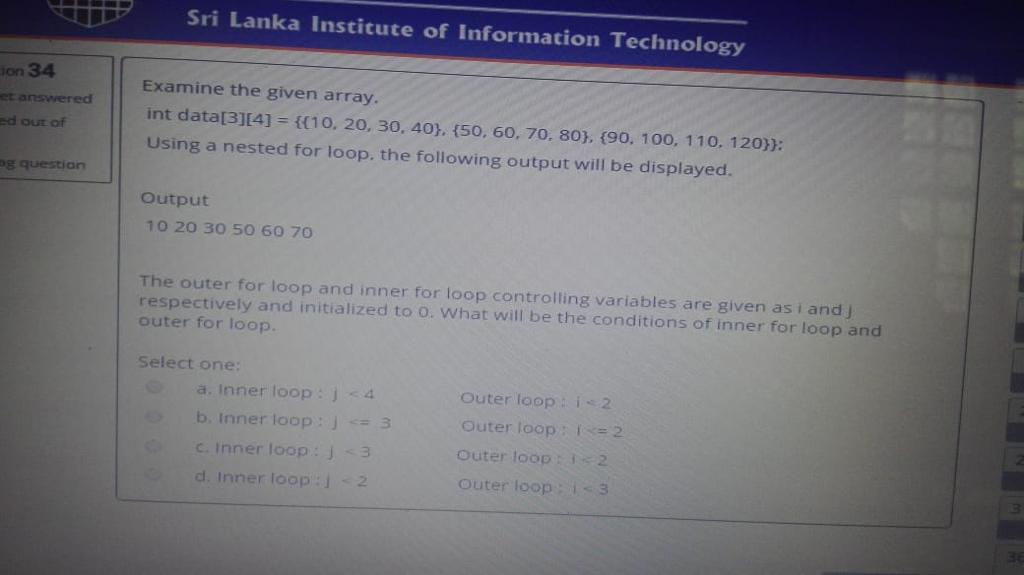 Sri Lanka Institute of Information Technology
ion 34
et answered
ed out of
ag question
Examine the given array.
int data[3][4] = {{10, 20, 30, 40}, {50, 60, 70, 80}, {90, 100, 110, 120}};
Using a nested for loop, the following output will be displayed.
Output
10 20 30 50 60 70
The outer for loop and inner for loop controlling variables are given as i and j
respectively and initialized to 0. What will be the conditions of inner for loop and
outer for loop.
Select one:
a. Inner loop : j < 4 Outer loop : i < 2
b. Inner loop : j <= 3 Outer loop : i <= 2
c. Inner loop : j < 3 Outer loop : i < 2
d. Inner loop : j < 2 Outer loop : i < 3